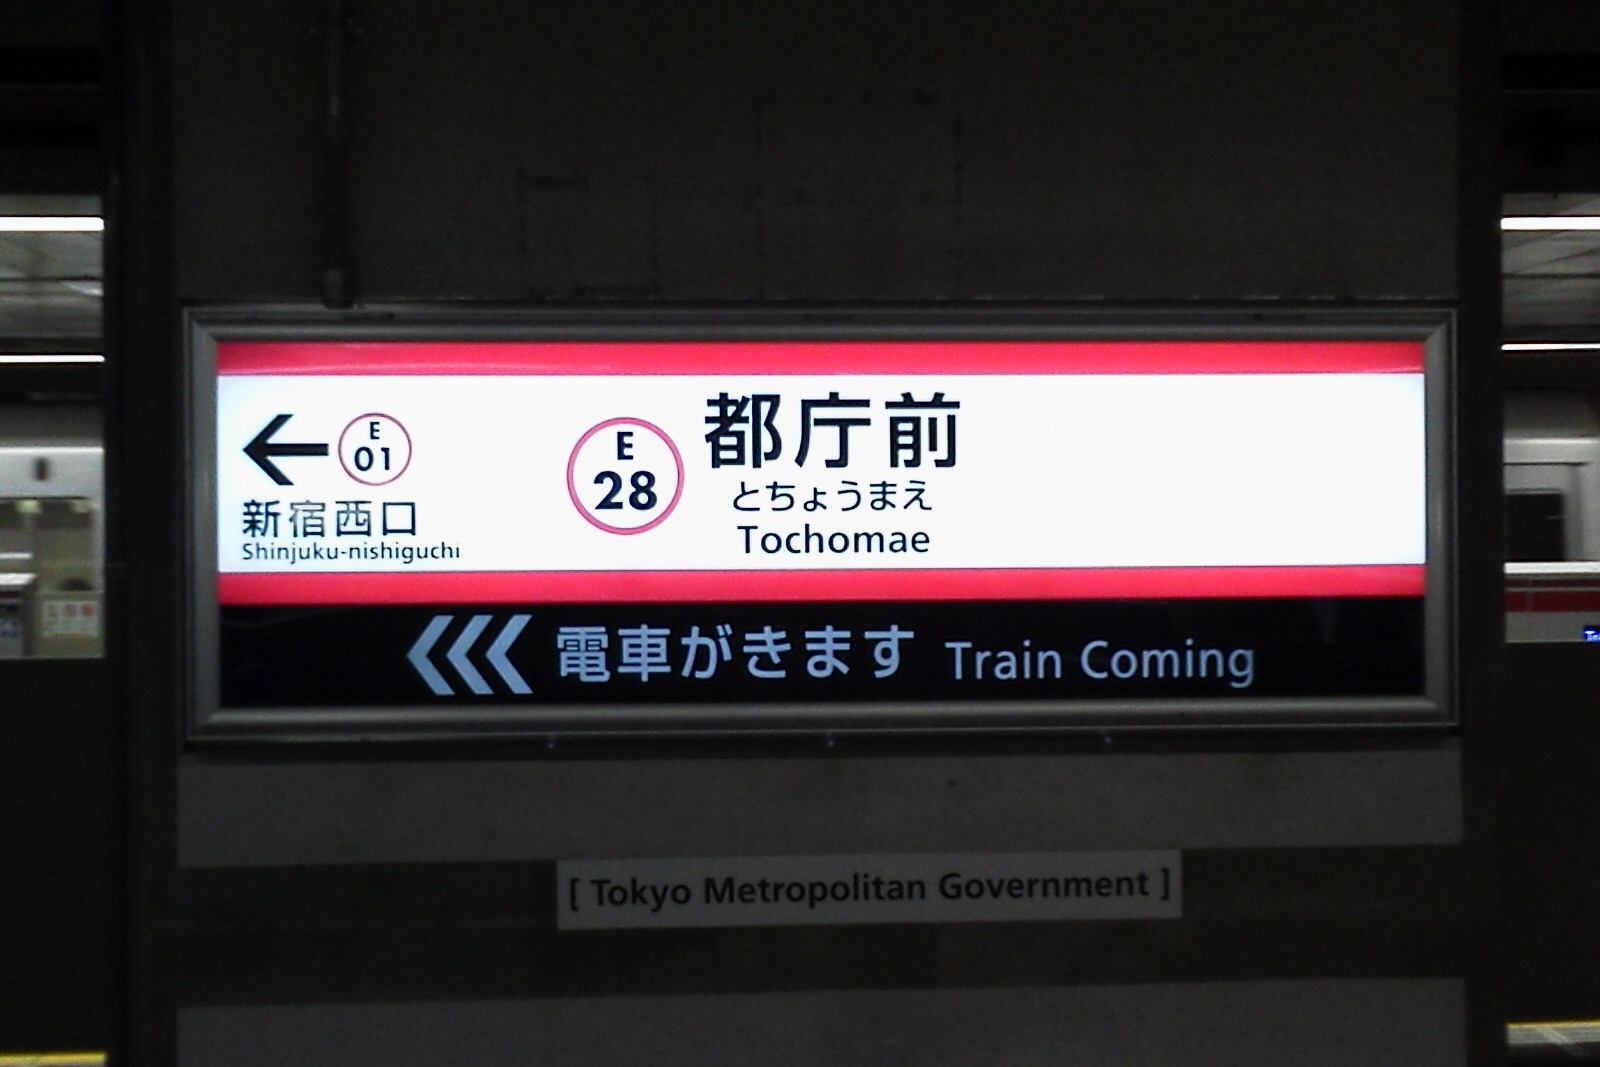 ← E 01
新宿西口
Shinjuku-nishiguchi
E 28
都庁前
とちょうまえ
Tochomae
電車がきます Train Coming
[ Tokyo Metropolitan Government ]